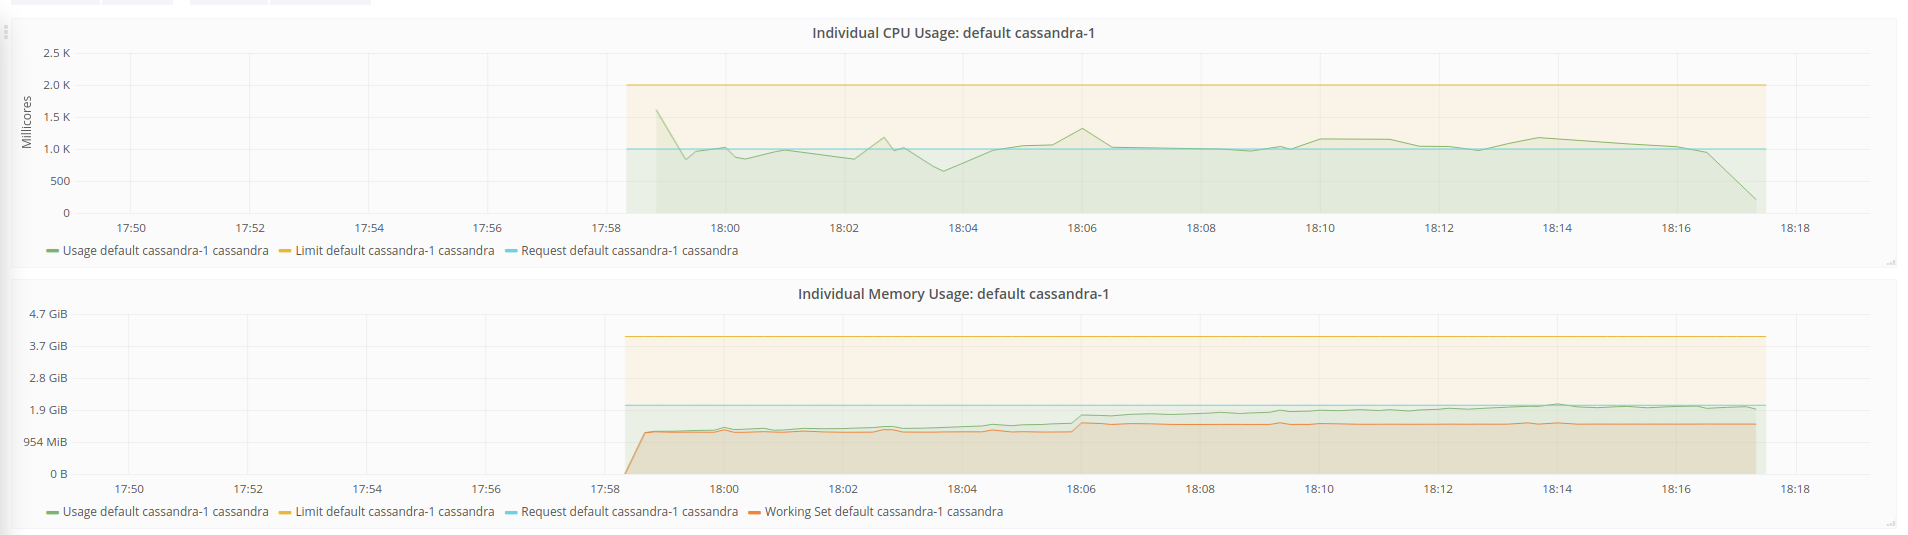 Individual CPU Usage: default cassandra-1
Millicores
2.5 K
2.0 K
1.5 K
1.0 K
500
0
17:50 17:52 17:54 17:56 17:58 18:00 18:02 18:04 18:06 18:08 18:10 18:12 18:14 18:16 18:18
Usage default cassandra-1 cassandra Limit default cassandra-1 cassandra Request default cassandra-1 cassandra
Individual Memory Usage: default cassandra-1
4.7 GiB
3.7 GiB
2.8 GiB
1.9 GiB
954 MiB
0 B
17:50 17:52 17:54 17:56 17:58 18:00 18:02 18:04 18:06 18:08 18:10 18:12 18:14 18:16 18:18
Usage default cassandra-1 cassandra Limit default cassandra-1 cassandra Request default cassandra-1 cassandra Working Set default cassandra-1 cassandra